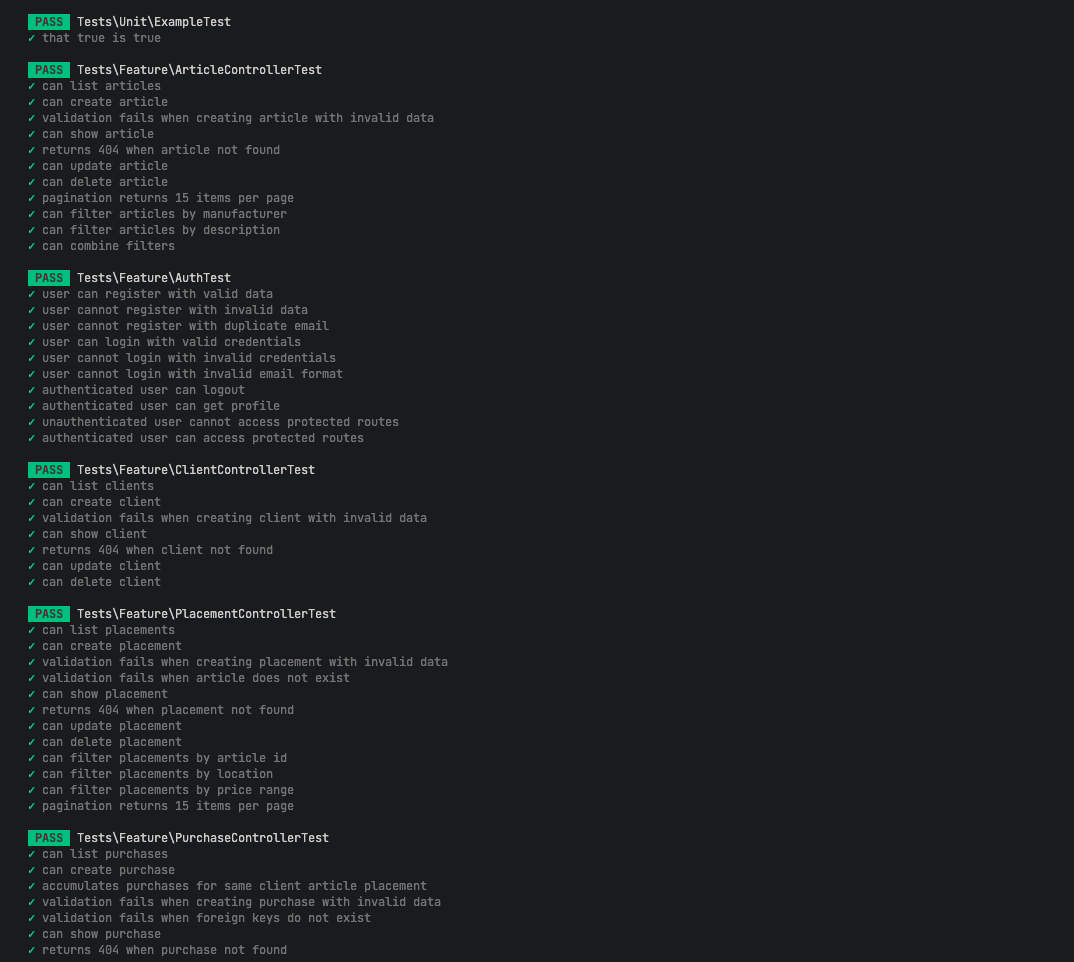 PASS Tests\Unit\ExampleTest
✓ that true is true
PASS Tests\Feature\ArticleControllerTest
✓ can list articles
✓ can create article
✓ validation fails when creating article with invalid data
✓ can show article
✓ returns 404 when article not found
✓ can update article
✓ can delete article
✓ pagination returns 15 items per page
✓ can filter articles by manufacturer
✓ can filter articles by description
✓ can combine filters
PASS Tests\Feature\AuthTest
✓ user can register with valid data
✓ user cannot register with invalid data
✓ user cannot register with duplicate email
✓ user can login with valid credentials
✓ user cannot login with invalid credentials
✓ user cannot login with invalid email format
✓ authenticated user can logout
✓ authenticated user can get profile
✓ unauthenticated user cannot access protected routes
✓ authenticated user can access protected routes
PASS Tests\Feature\ClientControllerTest
✓ can list clients
✓ can create client
✓ validation fails when creating client with invalid data
✓ can show client
✓ returns 404 when client not found
✓ can update client
✓ can delete client
PASS Tests\Feature\PlacementControllerTest
✓ can list placements
✓ can create placement
✓ validation fails when creating placement with invalid data
✓ validation fails when article does not exist
✓ can show placement
✓ returns 404 when placement not found
✓ can update placement
✓ can delete placement
✓ can filter placements by article id
✓ can filter placements by location
✓ can filter placements by price range
✓ pagination returns 15 items per page
PASS Tests\Feature\PurchaseControllerTest
✓ can list purchases
✓ can create purchase
✓ accumulates purchases for same client article placement
✓ validation fails when creating purchase with invalid data
✓ validation fails when foreign keys do not exist
✓ can show purchase
✓ returns 404 when purchase not found